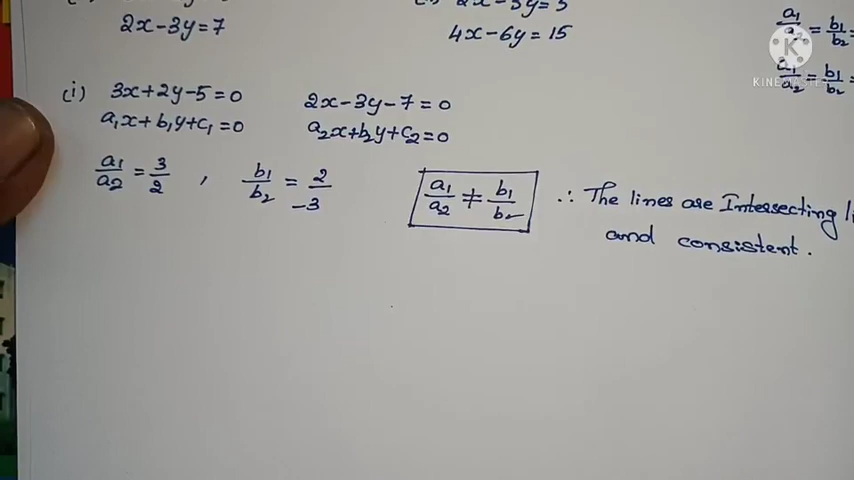 2x-3y=7
4x-6y=15
a₁/a₂=b₁/b₂=
a₁/a₂=b₁/b₂=
K
KINEMASTER
(i) 3x+2y-5=0 2x-3y-7=0
a₁x+b₁y+c₁=0 a₂x+b₂y+c₂=0
a₁/a₂=3/2 , b₁/b₂=2/-3 a₁/a₂≠b₁/b₂ ∴ The lines are Intersecting
and consistent.